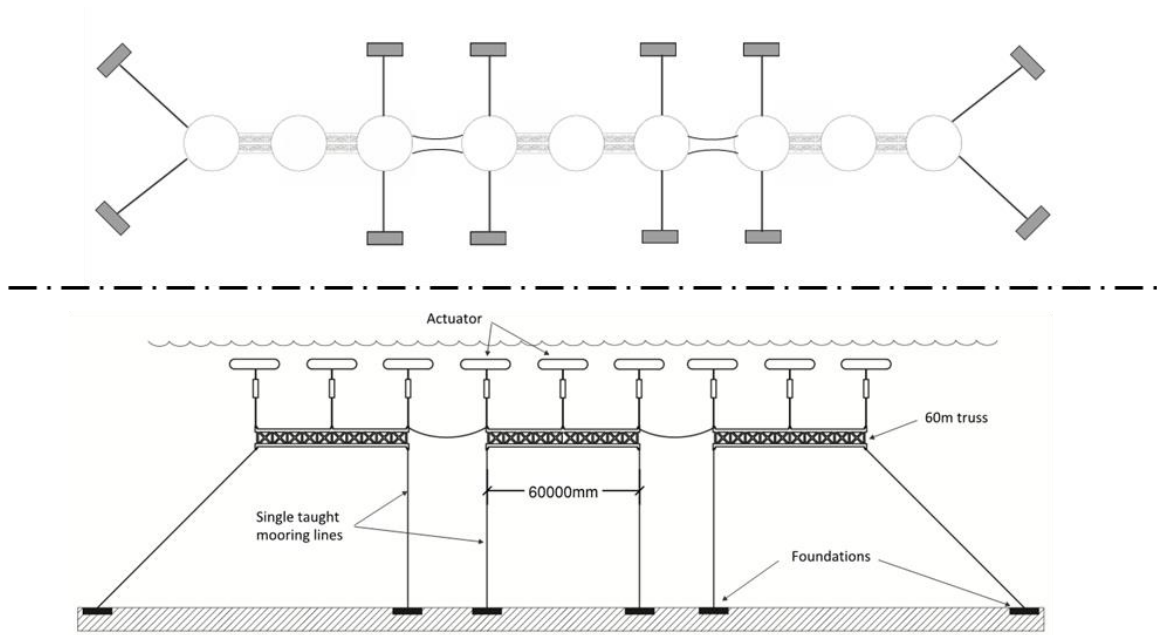 Actuator
60m truss
60000mm
Single taught
mooring lines
Foundations